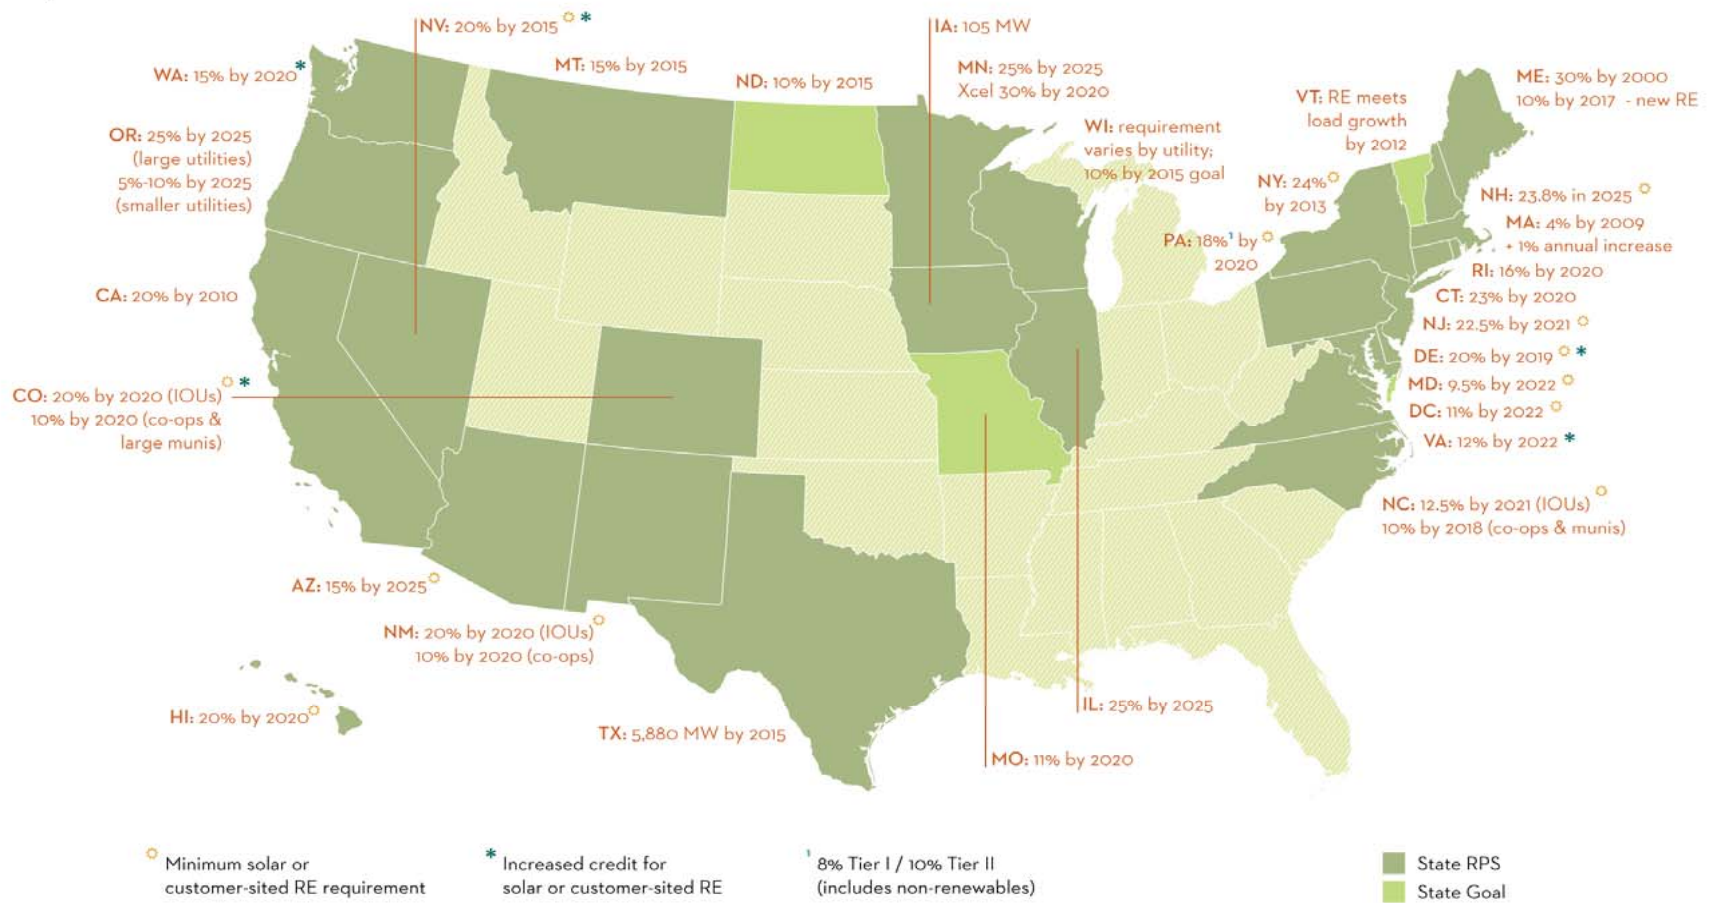 NV: 20% by 2015 *
IA: 105 MW
WA: 15% by 2020*
MT: 15% by 2015
ND: 10% by 2015
MN: 25% by 2025
Xcel 30% by 2020
ME: 30% by 2000
10% by 2017 - new RE
VT: RE meets
load growth
by 2012
OR: 25% by 2025
(large utilities)
5%-10% by 2025
(smaller utilities)
WI: requirement
varies by utility;
10% by 2015 goal
NY: 24%
by 2013
NH: 23.8% in 2025
MA: 4% by 2009
+ 1% annual increase
PA: 18%¹ by
2020
RI: 16% by 2020
CA: 20% by 2010
CT: 23% by 2020
NJ: 22.5% by 2021
DE: 20% by 2019 *
MD: 9.5% by 2022
DC: 11% by 2022
VA: 12% by 2022 *
CO: 20% by 2020 (IOUs) *
10% by 2020 (co-ops &
large munis)
NC: 12.5% by 2021 (IOUs)
10% by 2018 (co-ops & munis)
AZ: 15% by 2025
NM: 20% by 2020 (IOUs)
10% by 2020 (co-ops)
HI: 20% by 2020
TX: 5,880 MW by 2015
IL: 25% by 2025
MO: 11% by 2020
Minimum solar or
customer-sited RE requirement
* Increased credit for
solar or customer-sited RE
¹ 8% Tier I / 10% Tier II
(includes non-renewables)
State RPS
State Goal